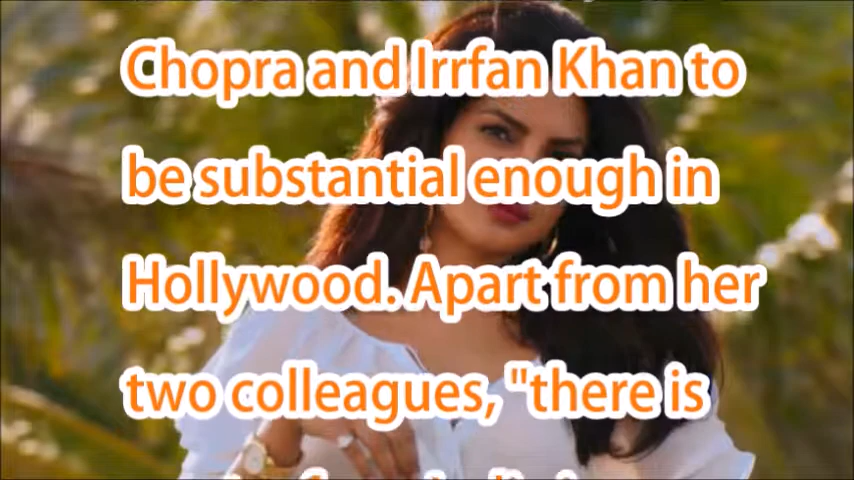 Chopra and Irrfan Khan to
be substantial enough in
Hollywood. Apart from her
two colleagues, "there is